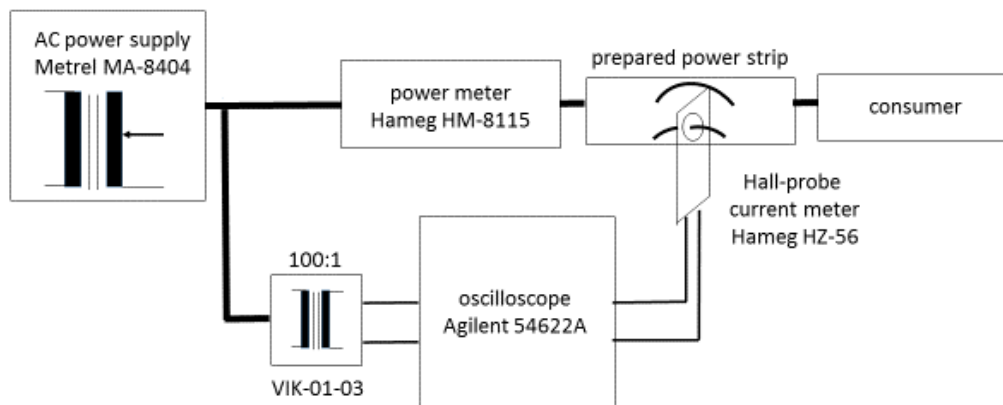 AC power supply
Metrel MA-8404
power meter
Hameg HM-8115
prepared power strip
consumer
Hall-probe
current meter
Hameg HZ-56
100:1
oscilloscope
Agilent 54622A
VIK-01-03